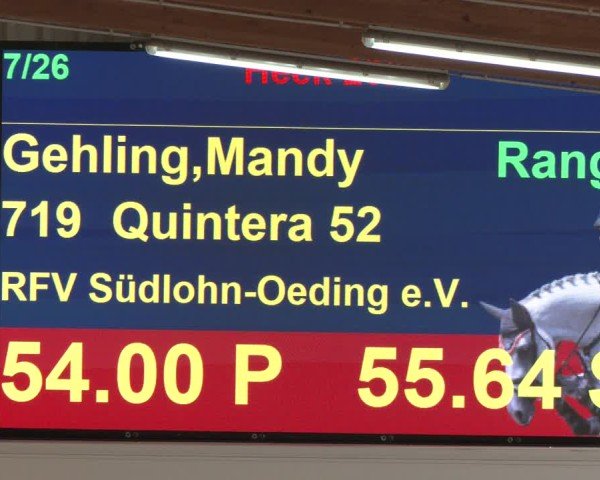 7/26
Gehling,Mandy Rang
719 Quintera 52
RFV Südlohn-Oeding e.V.
54.00 P 55.64 S